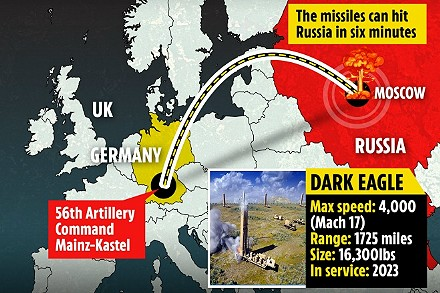 The missiles can hit
Russia in six minutes
MOSCOW
UK
GERMANY
RUSSIA
56th Artillery
Command
Mainz-Kastel
DARK EAGLE
Max speed: 4,000
(Mach 17)
Range: 1725 miles
Size: 16,300lbs
In service: 2023